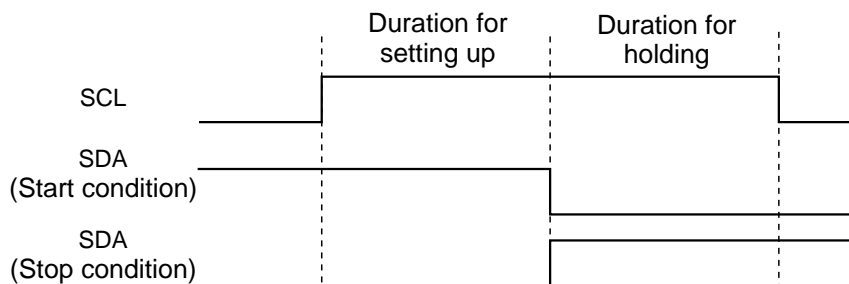 Duration for
setting up
Duration for
holding
SCL
SDA
(Start condition)
SDA
(Stop condition)